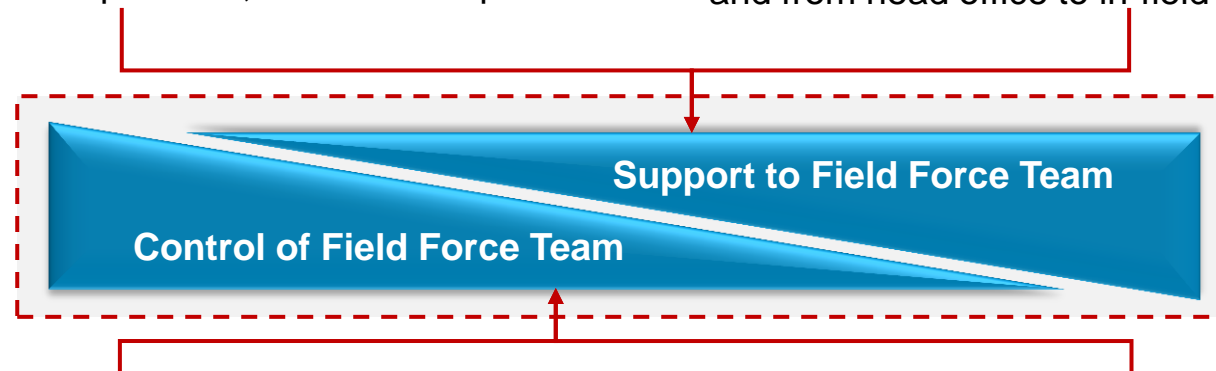 and from head office to in-field
Support to Field Force Team
Control of Field Force Team